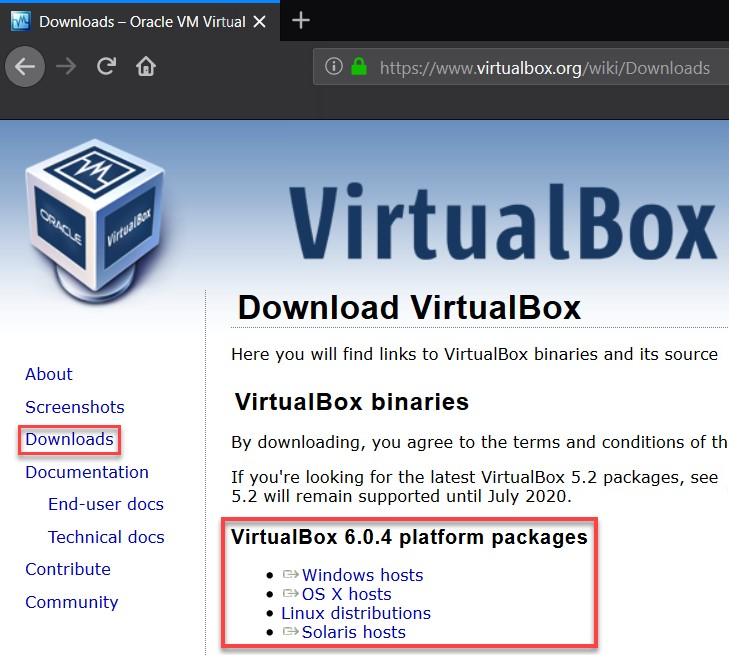 Downloads – Oracle VM Virtual
https://www.virtualbox.org/wiki/Downloads
ORACLE
VirtualBox
VirtualBox
Download VirtualBox
Here you will find links to VirtualBox binaries and its source
About
Screenshots
Downloads
Documentation
End-user docs
Technical docs
Contribute
Community
VirtualBox binaries
By downloading, you agree to the terms and conditions of th
If you're looking for the latest VirtualBox 5.2 packages, see
5.2 will remain supported until July 2020.
VirtualBox 6.0.4 platform packages
Windows hosts
OS X hosts
Linux distributions
Solaris hosts